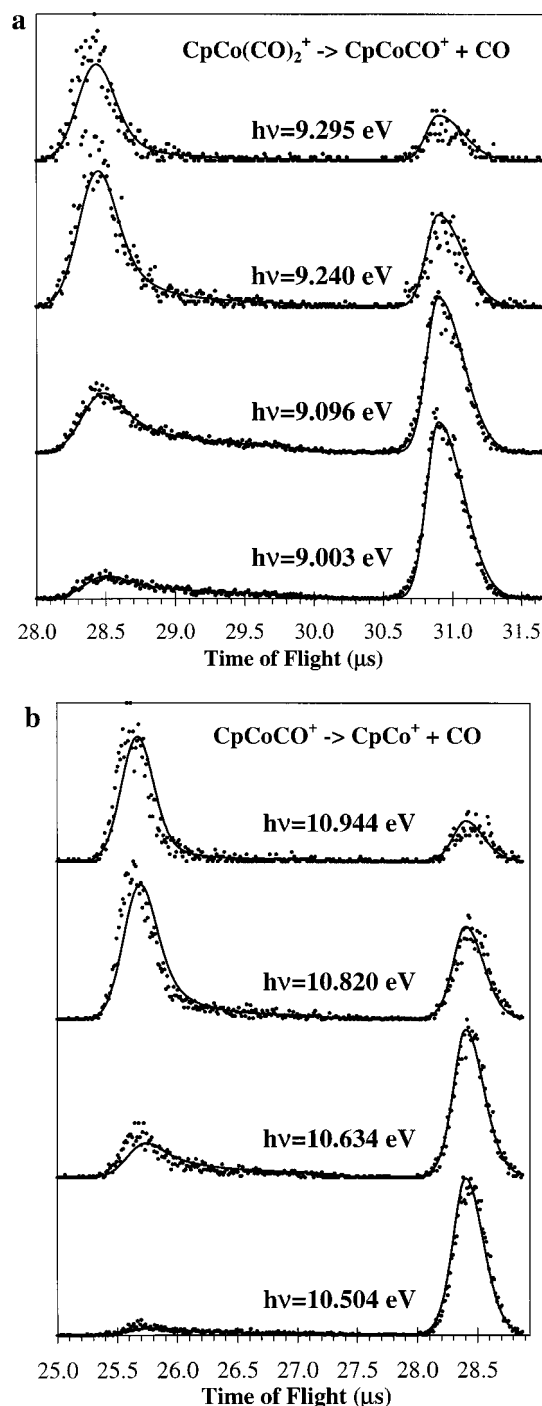 a
CpCo(CO)₂⁺ -> CpCoCO⁺ + CO
hν=9.295 eV
hν=9.240 eV
hν=9.096 eV
hν=9.003 eV
28.0 28.5 29.0 29.5 30.0 30.5 31.0 31.5
Time of Flight (μs)
b
CpCoCO⁺ -> CpCo⁺ + CO
hν=10.944 eV
hν=10.820 eV
hν=10.634 eV
hν=10.504 eV
25.0 25.5 26.0 26.5 27.0 27.5 28.0 28.5
Time of Flight (μs)